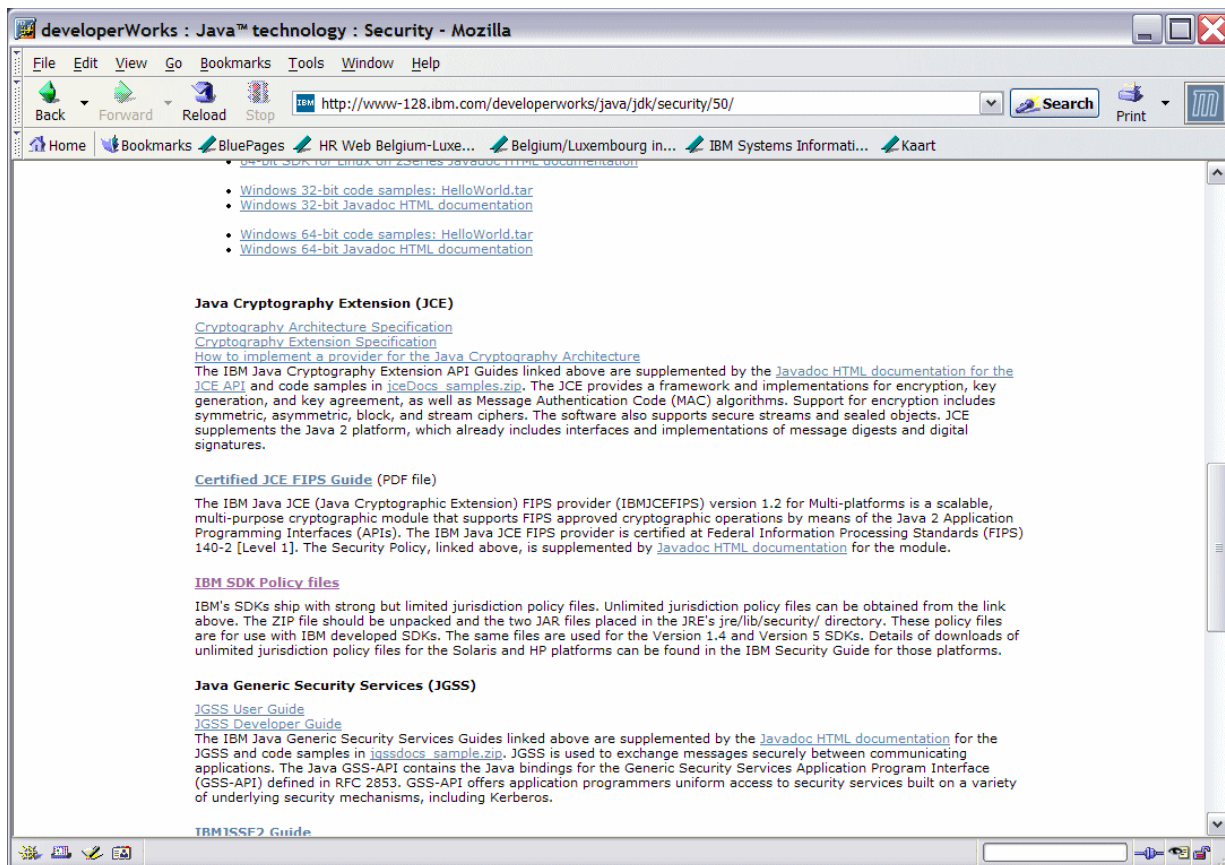 developerWorks : Java™ technology : Security - Mozilla
File Edit View Go Bookmarks Tools Window Help
Back Forward Reload Stop
IBM http://www-128.ibm.com/developerworks/java/jdk/security/50/
Search Print
Home Bookmarks BluePages HR Web Belgium-Luxe... Belgium/Luxembourg in... IBM Systems Informati... Kaart
64-bit SDK for Linux on zSeries Javadoc HTML documentation
Windows 32-bit code samples: HelloWorld.tar
Windows 32-bit Javadoc HTML documentation
Windows 64-bit code samples: HelloWorld.tar
Windows 64-bit Javadoc HTML documentation
Java Cryptography Extension (JCE)
Cryptography Architecture Specification
Cryptography Extension Specification
How to implement a provider for the Java Cryptography Architecture
The IBM Java Cryptography Extension API Guides linked above are supplemented by the Javadoc HTML documentation for the
JCE API and code samples in jceDocs_samples.zip. The JCE provides a framework and implementations for encryption, key
generation, and key agreement, as well as Message Authentication Code (MAC) algorithms. Support for encryption includes
symmetric, asymmetric, block, and stream ciphers. The software also supports secure streams and sealed objects. JCE
supplements the Java 2 platform, which already includes interfaces and implementations of message digests and digital
signatures.
Certified JCE FIPS Guide (PDF file)
The IBM Java JCE (Java Cryptographic Extension) FIPS provider (IBMJCEFIPS) version 1.2 for Multi-platforms is a scalable,
multi-purpose cryptographic module that supports FIPS approved cryptographic operations by means of the Java 2 Application
Programming Interfaces (APIs). The IBM Java JCE FIPS provider is certified at Federal Information Processing Standards (FIPS)
140-2 [Level 1]. The Security Policy, linked above, is supplemented by Javadoc HTML documentation for the module.
IBM SDK Policy files
IBM's SDKs ship with strong but limited jurisdiction policy files. Unlimited jurisdiction policy files can be obtained from the link
above. The ZIP file should be unpacked and the two JAR files placed in the JRE's jre/lib/security/ directory. These policy files
are for use with IBM developed SDKs. The same files are used for the Version 1.4 and Version 5 SDKs. Details of downloads of
unlimited jurisdiction policy files for the Solaris and HP platforms can be found in the IBM Security Guide for those platforms.
Java Generic Security Services (JGSS)
JGSS User Guide
JGSS Developer Guide
The IBM Java Generic Security Services Guides linked above are supplemented by the Javadoc HTML documentation for the
JGSS and code samples in jgssdocs_sample.zip. JGSS is used to exchange messages securely between communicating
applications. The Java GSS-API contains the Java bindings for the Generic Security Services Application Program Interface
(GSS-API) defined in RFC 2853. GSS-API offers application programmers uniform access to security services built on a variety
of underlying security mechanisms, including Kerberos.
IBMJSSE2 Guide